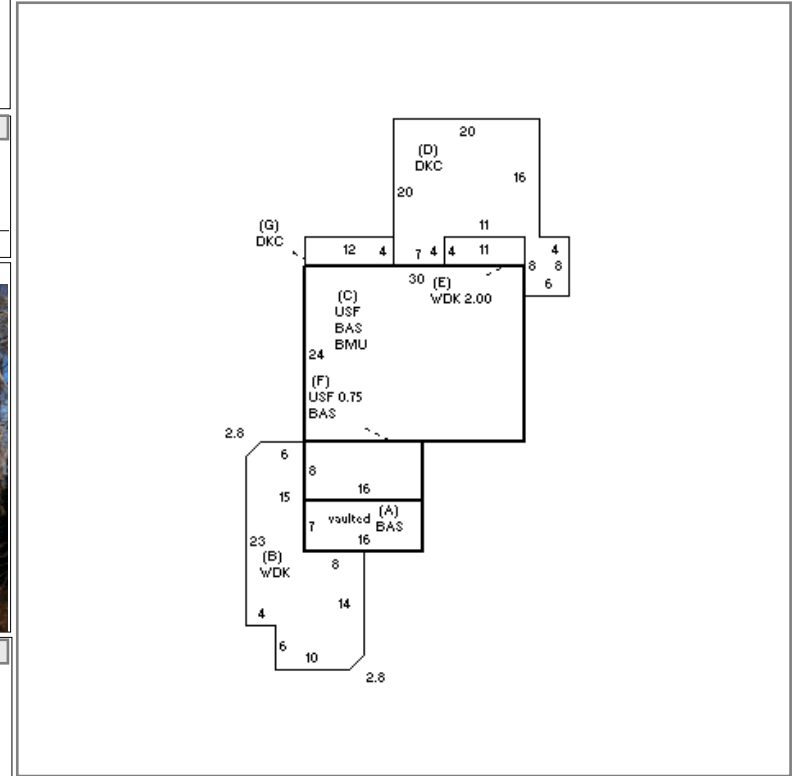 20
(D)
DKC
16
20
11
(G)
DKC
12 4 7 4 4 11 4
8 8
6
30 (E)
WDK 2.00
(C)
USF
BAS
BMU
24
(F)
USF 0.75
BAS
2.8
6
8
16
15
vaulted (A)
7 BAS
16
23
(B)
WDK
8
14
4
6
10
2.8